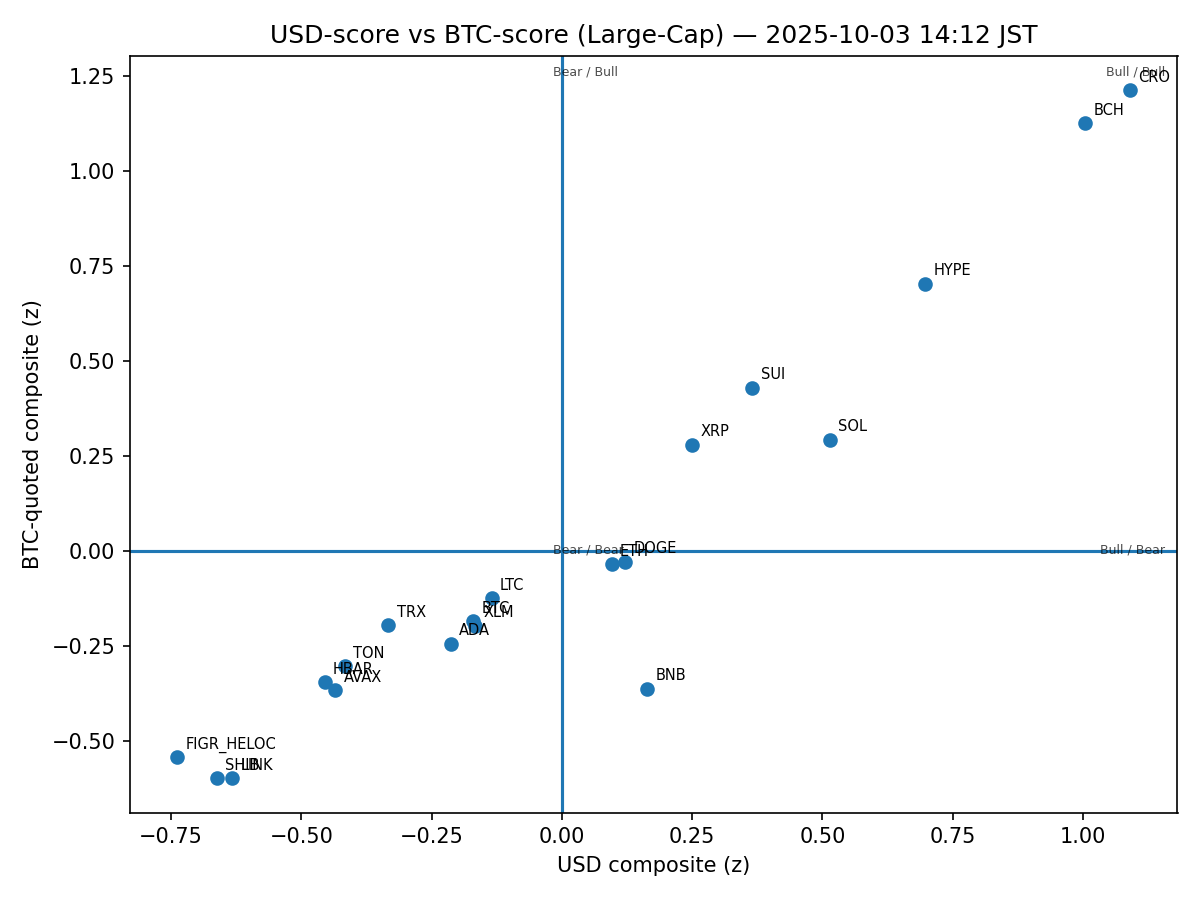 USD-score vs BTC-score (Large-Cap) — 2025-10-03 14:12 JST
Bear / Bull
Bull / Bull
CRO
BCH
HYPE
SUI
SOL
XRP
Bear / Bear
ETH
DOGE
Bull / Bear
LTC
BTC
XLM
TRX
ADA
TON
HBAR
AVAX
BNB
FIGR_HELOC
SHIB
LINK
1.25
1.00
0.75
0.50
0.25
0.00
−0.25
−0.50
BTC-quoted composite (z)
−0.75
−0.50
−0.25
0.00
0.25
0.50
0.75
1.00
USD composite (z)